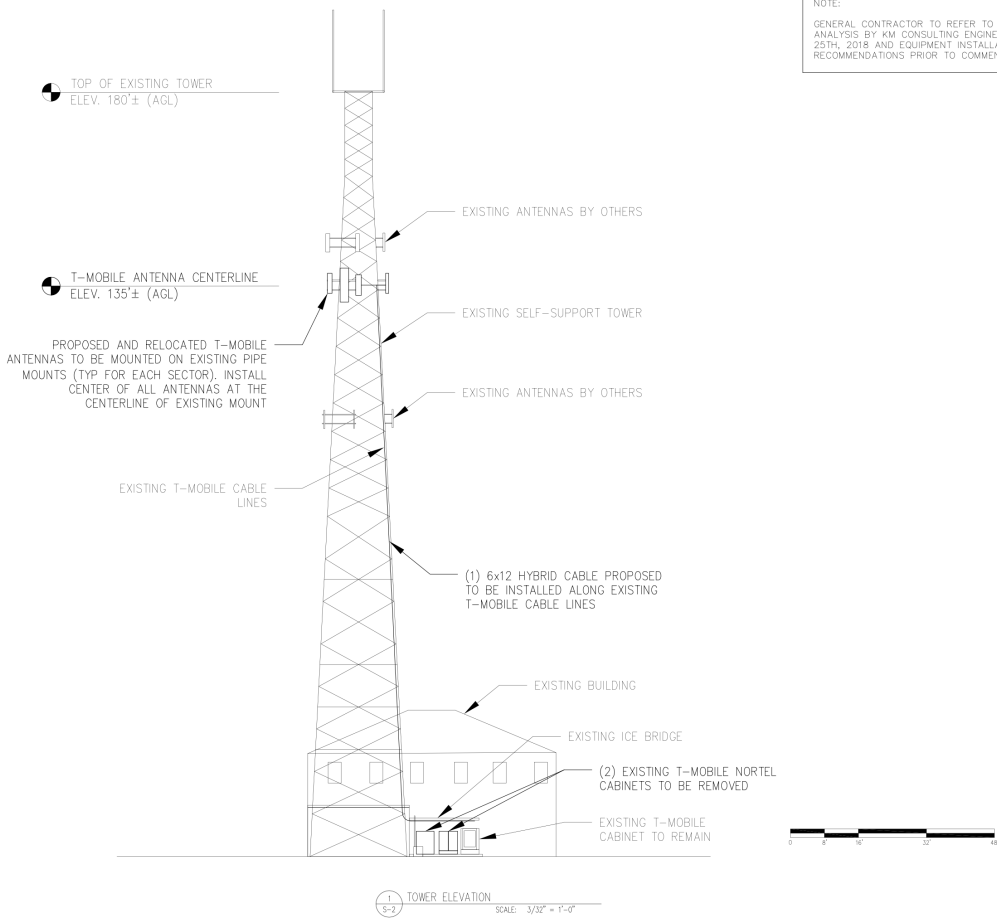 NOTE:
GENERAL CONTRACTOR TO REFER TO
ANALYSIS BY KM CONSULTING
25TH, 2018 AND EQUIPMENT
RECOMMENDATIONS PRIOR TO
TOP OF EXISTING TOWER
ELEV. 180'± (AGL)
EXISTING ANTENNAS BY OTHERS
T-MOBILE ANTENNA CENTERLINE
ELEV. 135'± (AGL)
EXISTING SELF-SUPPORT TOWER
PROPOSED AND RELOCATED T-MOBILE
ANTENNAS TO BE MOUNTED ON EXISTING PIPE
MOUNTS (TYP FOR EACH SECTOR). INSTALL
CENTER OF ALL ANTENNAS AT THE
CENTERLINE OF EXISTING MOUNT
EXISTING ANTENNAS BY OTHERS
EXISTING T-MOBILE CABLE
LINES
(1) 6x12 HYBRID CABLE PROPOSED
TO BE INSTALLED ALONG EXISTING
T-MOBILE CABLE LINES
EXISTING BUILDING
EXISTING ICE BRIDGE
(2) EXISTING T-MOBILE NORTEL
CABINETS TO BE REMOVED
EXISTING T-MOBILE
CABINET TO REMAIN
0 8' 16' 32' 48
1 TOWER ELEVATION
S-2 SCALE: 3/32" = 1'-0"